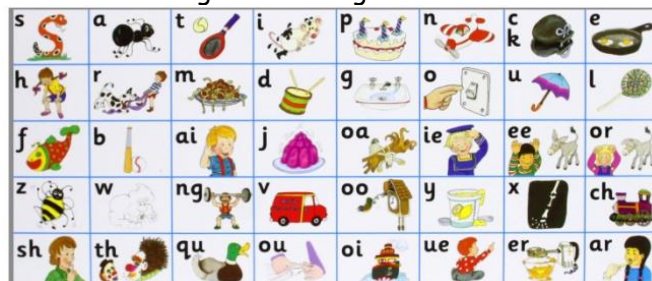 s a t i p n c k e
h r m d g o u l
f b ai j oa ie ee or
z w ng v oo y x ch
sh th qu ou oi ue er ar